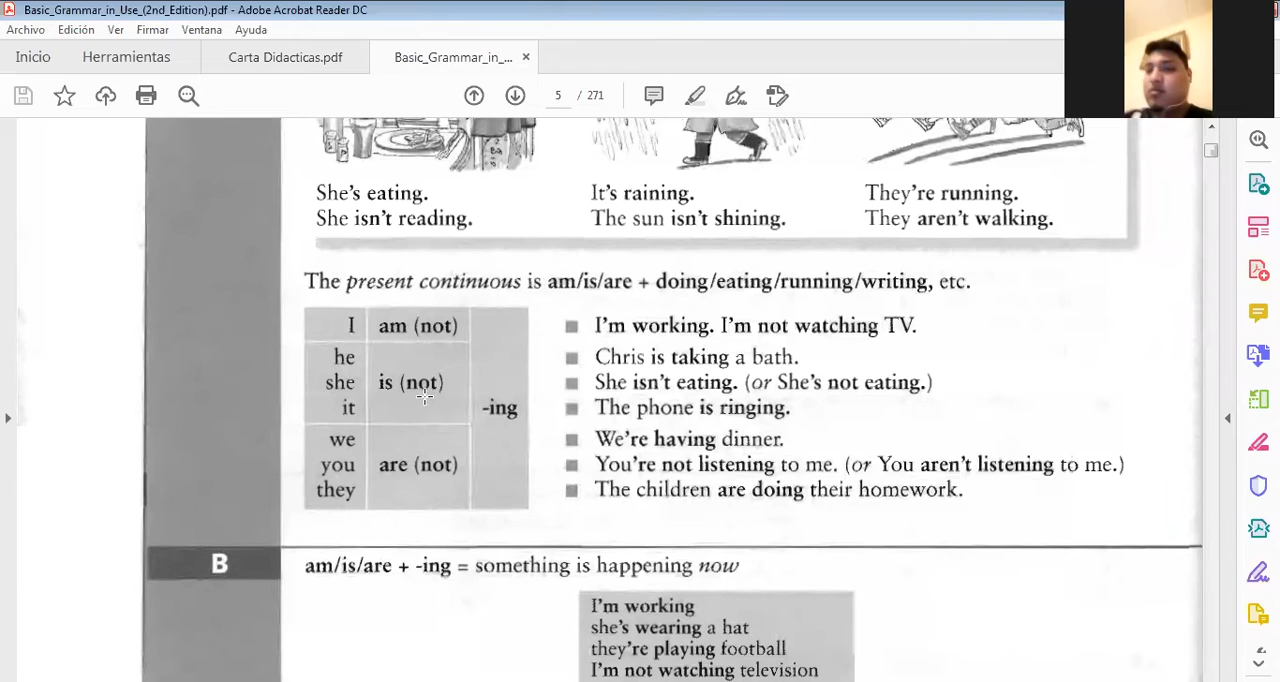 Basic_Grammar_in_Use_(2nd_Edition).pdf - Adobe Acrobat Reader DC
Archivo Edición Ver Firmar Ventana Ayuda
Inicio Herramientas Carta Didacticas.pdf Basic_Grammar_in_... ×
5 / 271
She's eating.
She isn't reading.
It's raining.
The sun isn't shining.
They're running.
They aren't walking.
The present continuous is am/is/are + doing/eating/running/writing, etc.
I am (not)
he
she is (not)
it
-ing
we
you are (not)
they
I'm working. I'm not watching TV.
Chris is taking a bath.
She isn't eating. (or She's not eating.)
The phone is ringing.
We're having dinner.
You're not listening to me. (or You aren't listening to me.)
The children are doing their homework.
B
am/is/are + -ing = something is happening now
I'm working
she's wearing a hat
they're playing football
I'm not watching television